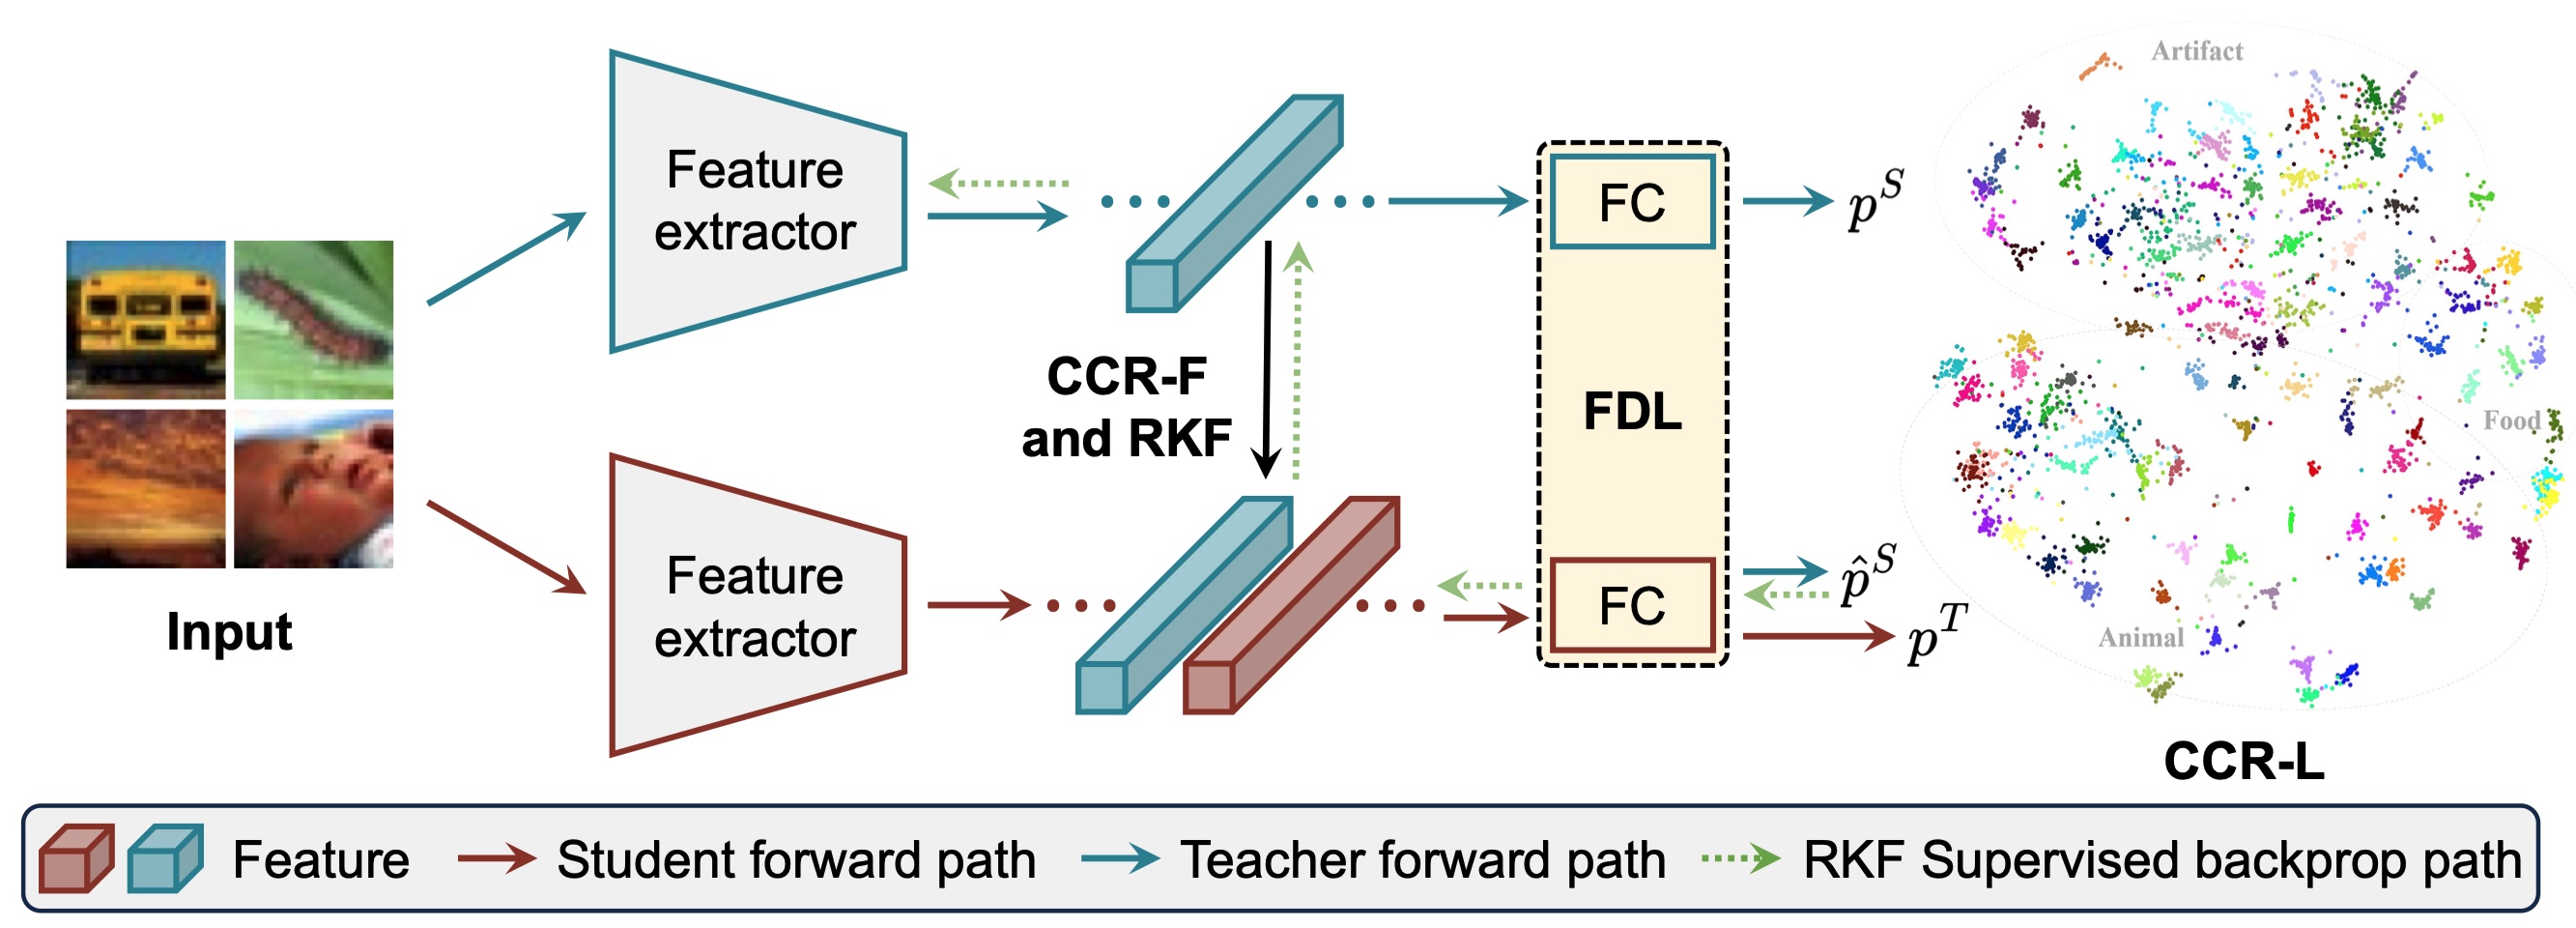 Artifact
Feature
extractor
FC
p^S
CCR-F
and RKF
FDL
Food
Feature
extractor
FC
p̂^S
p^T
Input
Animal
CCR-L
Feature
Student forward path
Teacher forward path
RKF Supervised backprop path